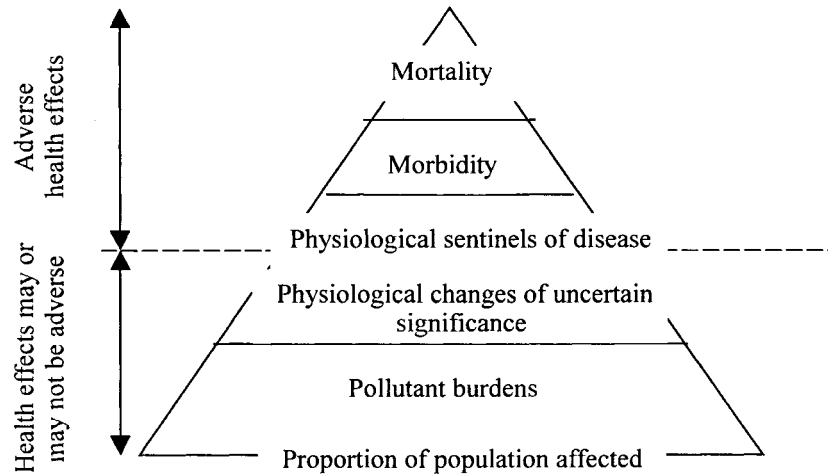 Adverse
health effects
Health effects may or
may not be adverse
Mortality
Morbidity
Physiological sentinels of disease
Physiological changes of uncertain
significance
Pollutant burdens
Proportion of population affected